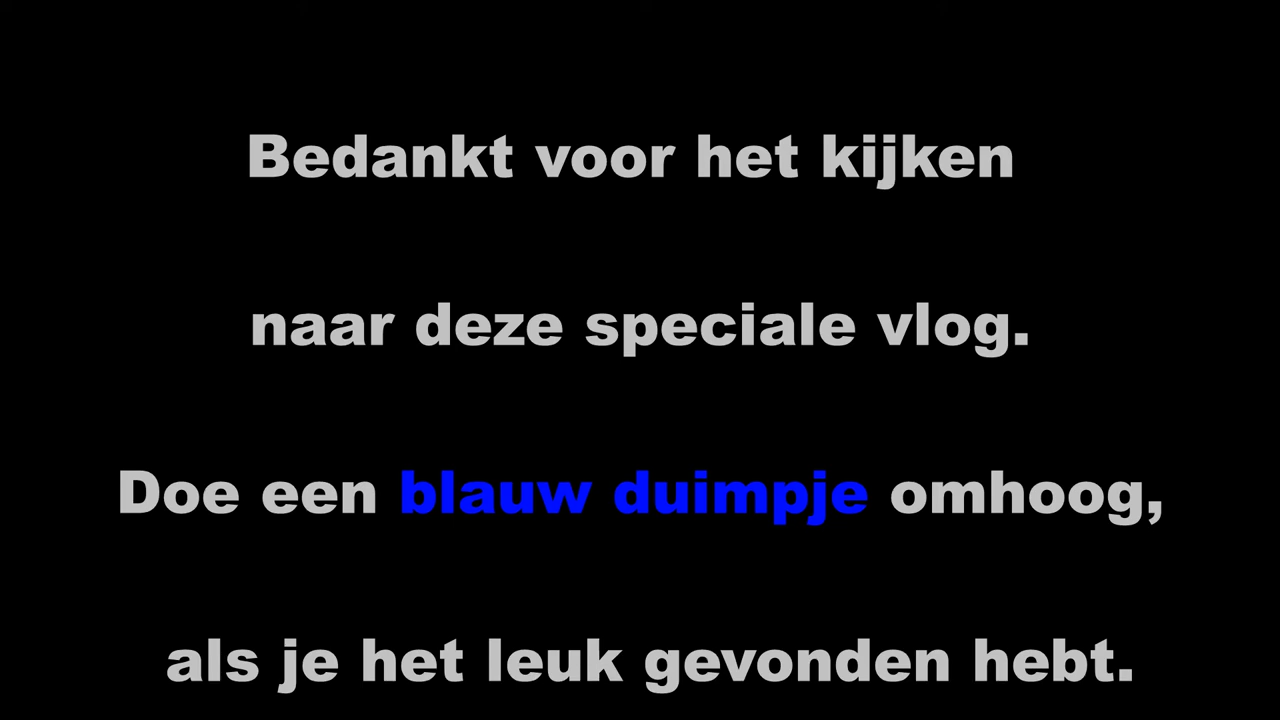 Bedankt voor het kijken
naar deze speciale vlog.
Doe een blauw duimpje omhoog,
als je het leuk gevonden hebt.